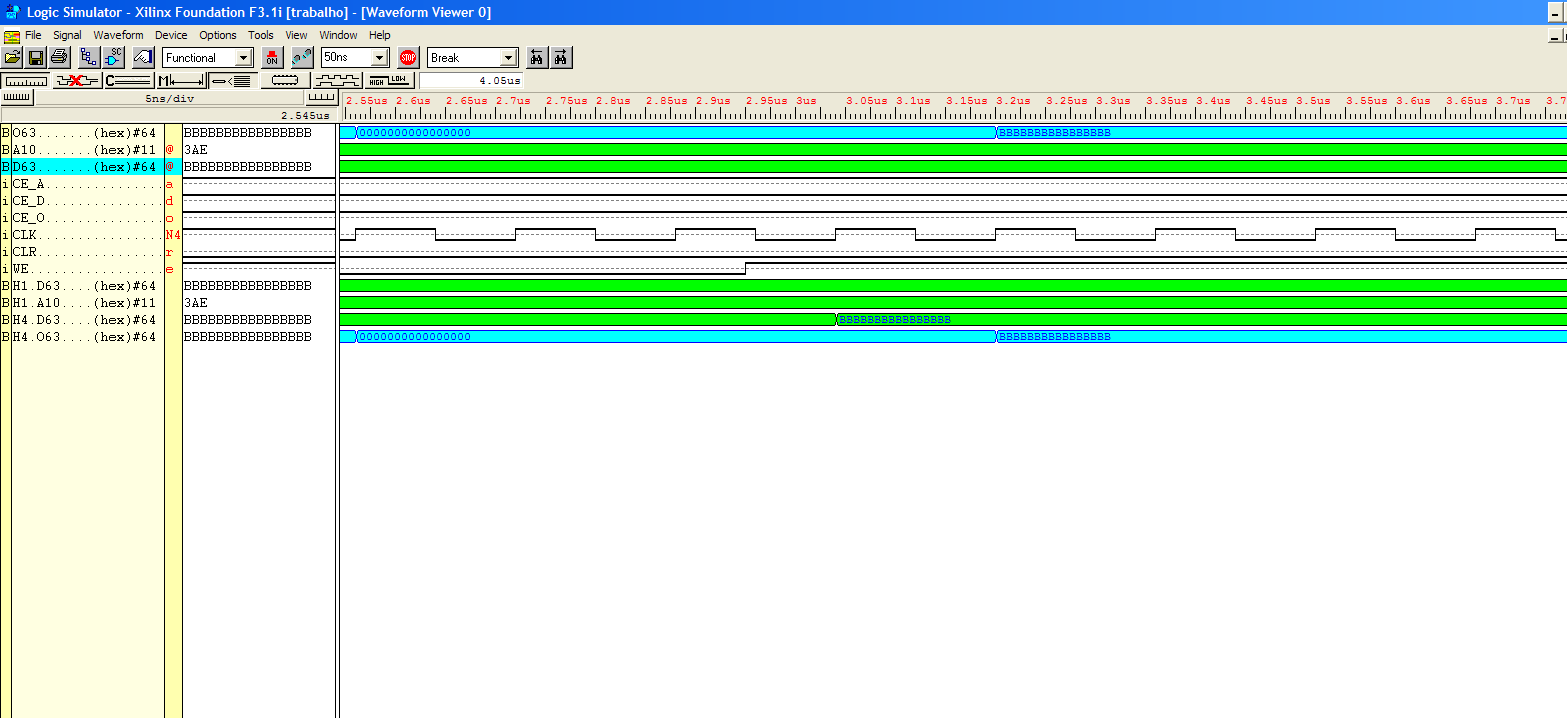 Logic Simulator - Xilinx Foundation F3.1i [trabalho] - [Waveform Viewer 0]
File Signal Waveform Device Options Tools View Window Help
SC Functional ON 50ns STOP Break
C M HIGH LOW 4.05us
5ns/div 2.55us 2.6us 2.65us 2.7us 2.75us 2.8us 2.85us 2.9us 2.95us 3us 3.05us 3.1us 3.15us 3.2us 3.25us 3.3us 3.35us 3.4us 3.45us 3.5us 3.55us 3.6us 3.65us 3.7us 3.7
2.545us
B O63.......(hex)#64 BBBBBBBBBBBBBBBB 0000000000000000 BBBBBBBBBBBBBBBB
B A10.......(hex)#11 @ 3AE
B D63.......(hex)#64 @ BBBBBBBBBBBBBBBB
i CE_A............... a
i CE_D............... d
i CE_O............... o
i CLK................ N4
i CLR................ r
i WE................. e
B H1.D63....(hex)#64 BBBBBBBBBBBBBBBB
B H1.A10....(hex)#11 3AE
B H4.D63....(hex)#64 BBBBBBBBBBBBBBBB BBBBBBBBBBBBBBBB
B H4.O63....(hex)#64 BBBBBBBBBBBBBBBB 0000000000000000 BBBBBBBBBBBBBBBB